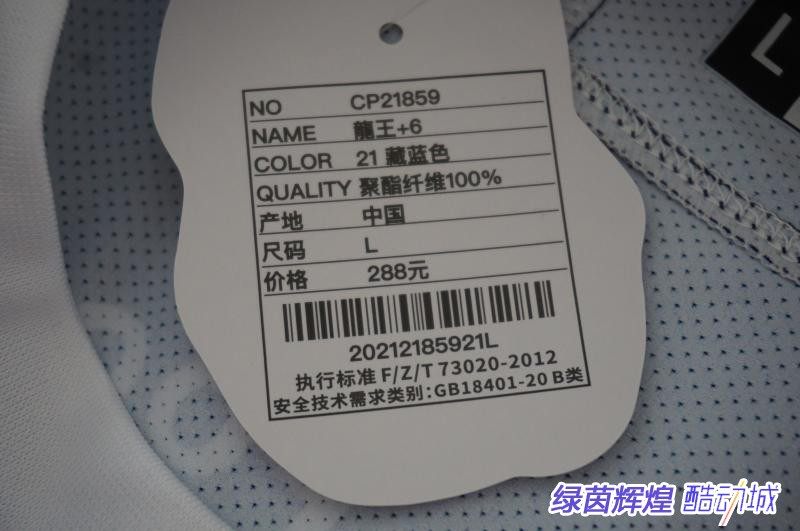 L
NO CP21859
NAME 龍王+6
COLOR 21 藏蓝色
QUALITY 聚酯纤维100%
产地 中国
尺码 L
价格 288元
20212185921L
执行标准 F/Z/T 73020-2012
安全技术需求类别:GB18401-20 B类
绿茵辉煌 酷动城